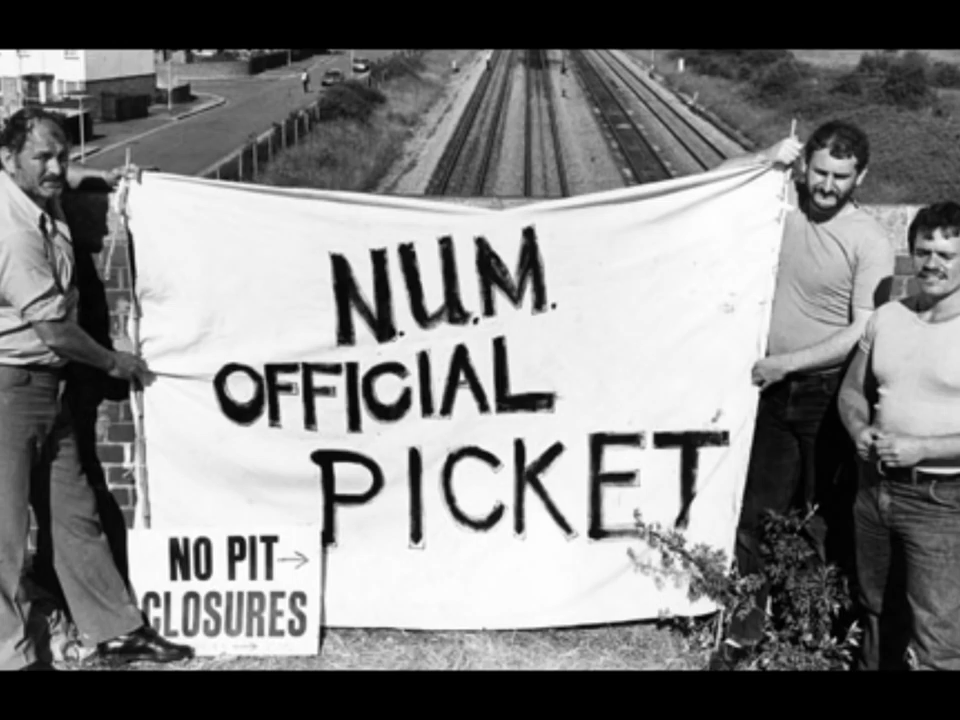 N.U.M.
OFFICIAL
PICKET
NO PIT→
CLOSURES